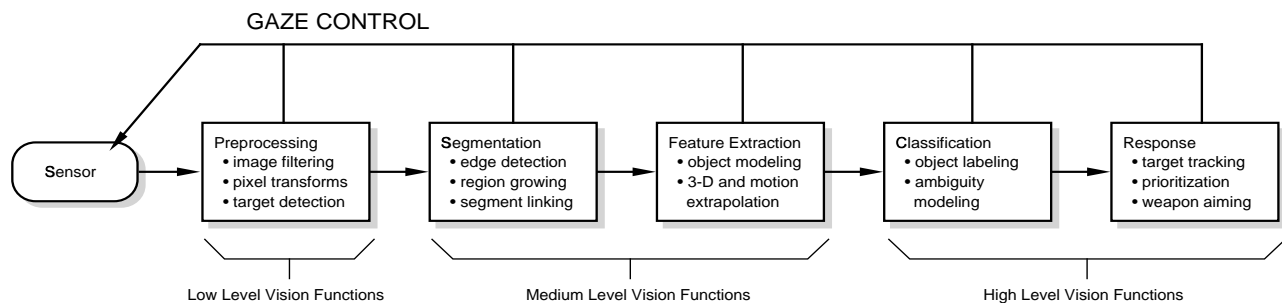 GAZE CONTROL
Sensor
Preprocessing
• image filtering
• pixel transforms
• target detection
Segmentation
• edge detection
• region growing
• segment linking
Feature Extraction
• object modeling
• 3-D and motion
extrapolation
Classification
• object labeling
• ambiguity
modeling
Response
• target tracking
• prioritization
• weapon aiming
Low Level Vision Functions
Medium Level Vision Functions
High Level Vision Functions